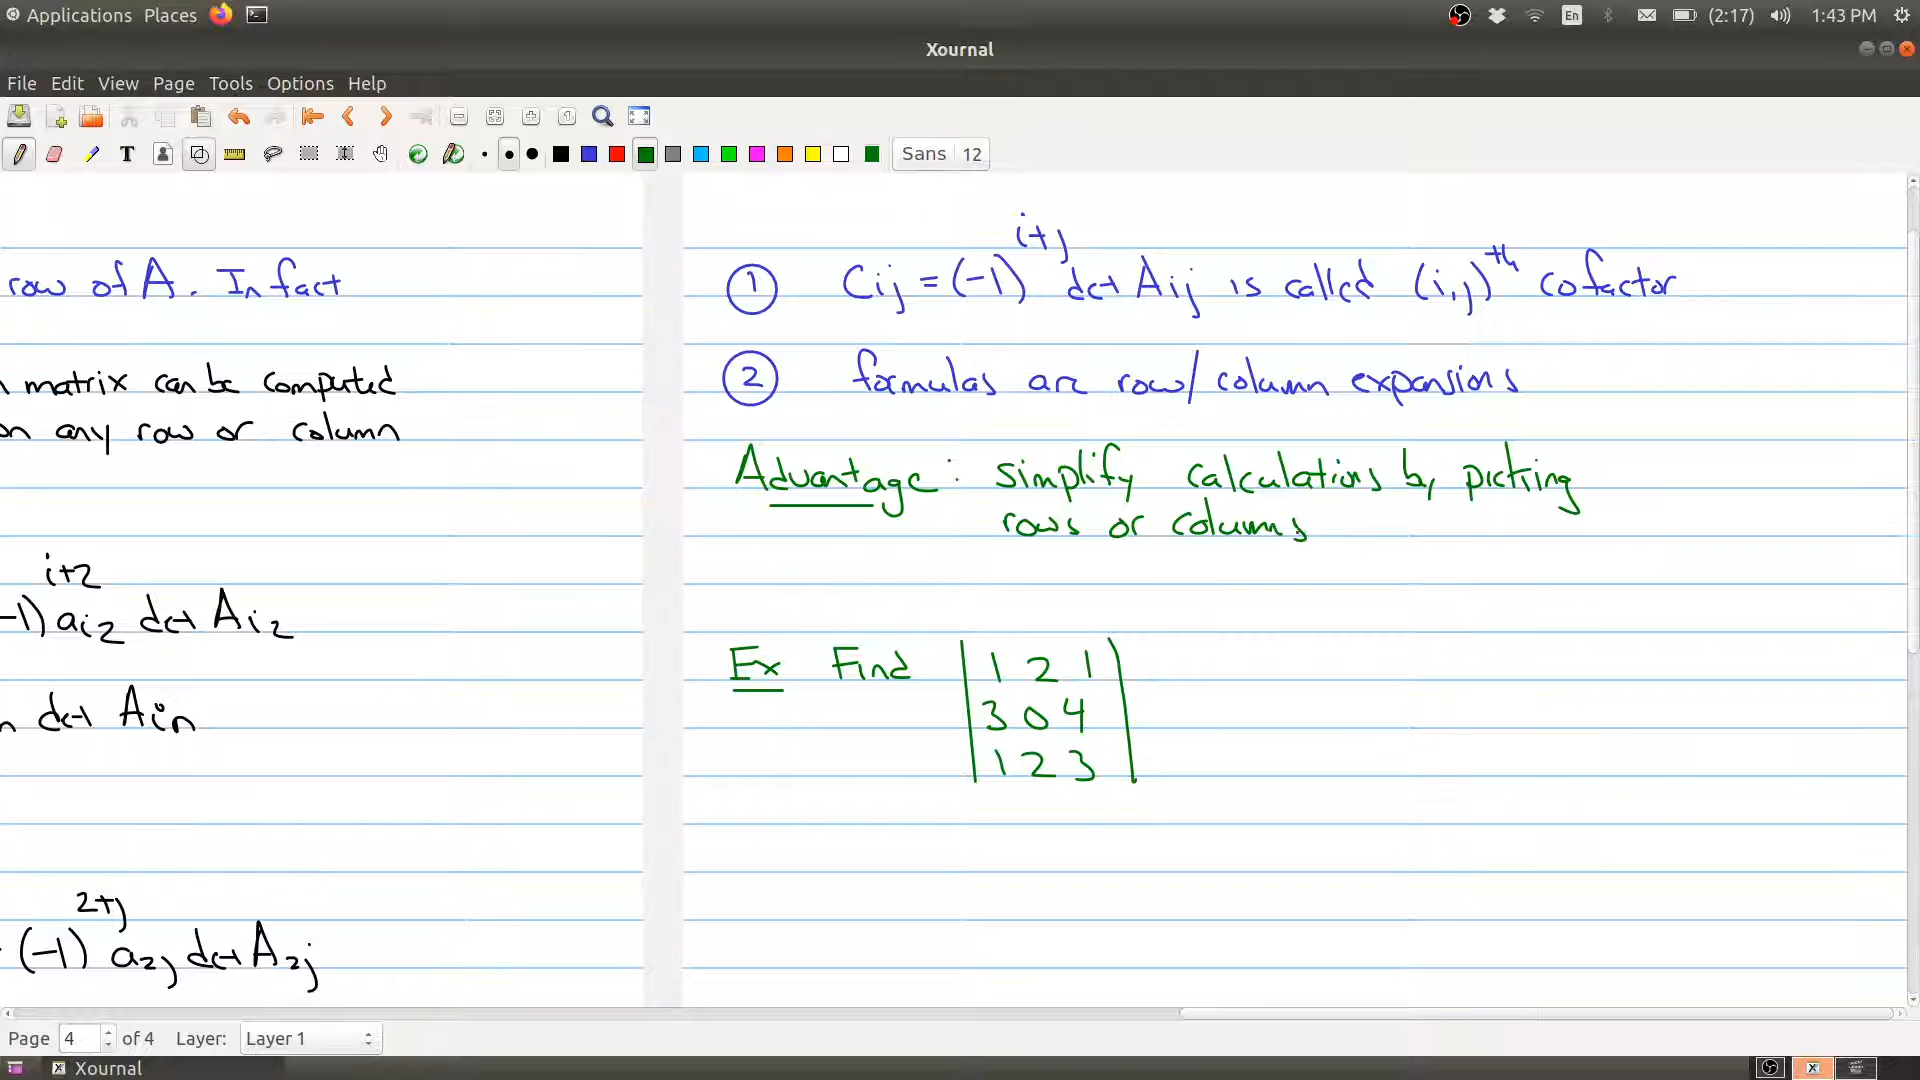 Applications Places En (2:17) 1:43 PM
Xournal
File Edit View Page Tools Options Help
Sans 12
row of A. In fact
matrix can be computed
on any row or column
i+2
-1) ai2 det Ai2
n det Ain
2+j
(-1) a2j det A2j
i+j
① Cij = (-1) det Aij is called (i,j)th cofactor
② formulas are row/column expansions
Advantage: simplify calculations by picking
rows or columns
Ex Find | 1 2 1 |
3 0 4
1 2 3
Page 4 of 4 Layer: Layer 1
Xournal